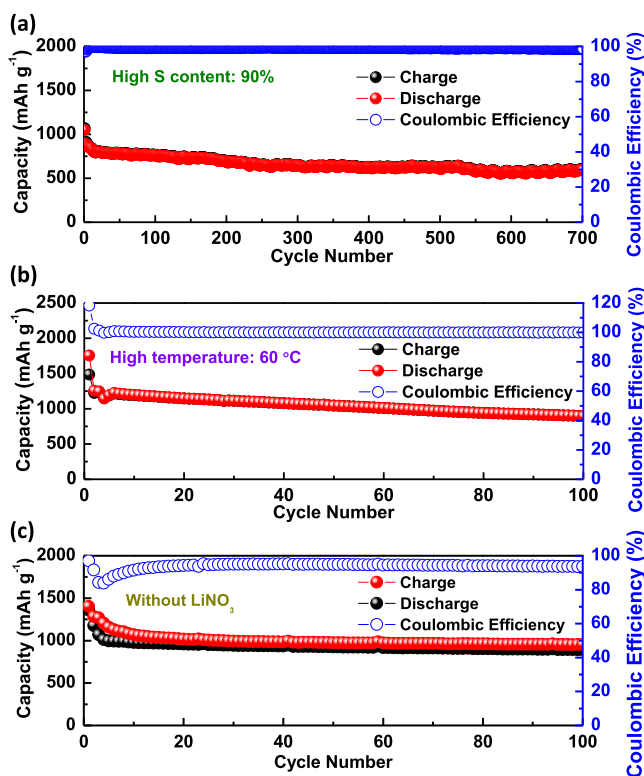 (a)
2000
1500
1000
500
0
Capacity (mAh g⁻¹)
High S content: 90%
Charge
Discharge
Coulombic Efficiency
100
80
60
40
20
0
Coulombic Efficiency (%)
0 100 200 300 400 500 600 700
Cycle Number
(b)
2500
2000
1500
1000
500
0
Capacity (mAh g⁻¹)
High temperature: 60 °C
Charge
Discharge
Coulombic Efficiency
120
100
80
60
40
20
0
Coulombic Efficiency (%)
0 20 40 60 80 100
Cycle Number
(c)
2000
1500
1000
500
0
Capacity (mAh g⁻¹)
Without LiNO₃
Charge
Discharge
Coulombic Efficiency
100
80
60
40
20
0
Coulombic Efficiency (%)
0 20 40 60 80 100
Cycle Number